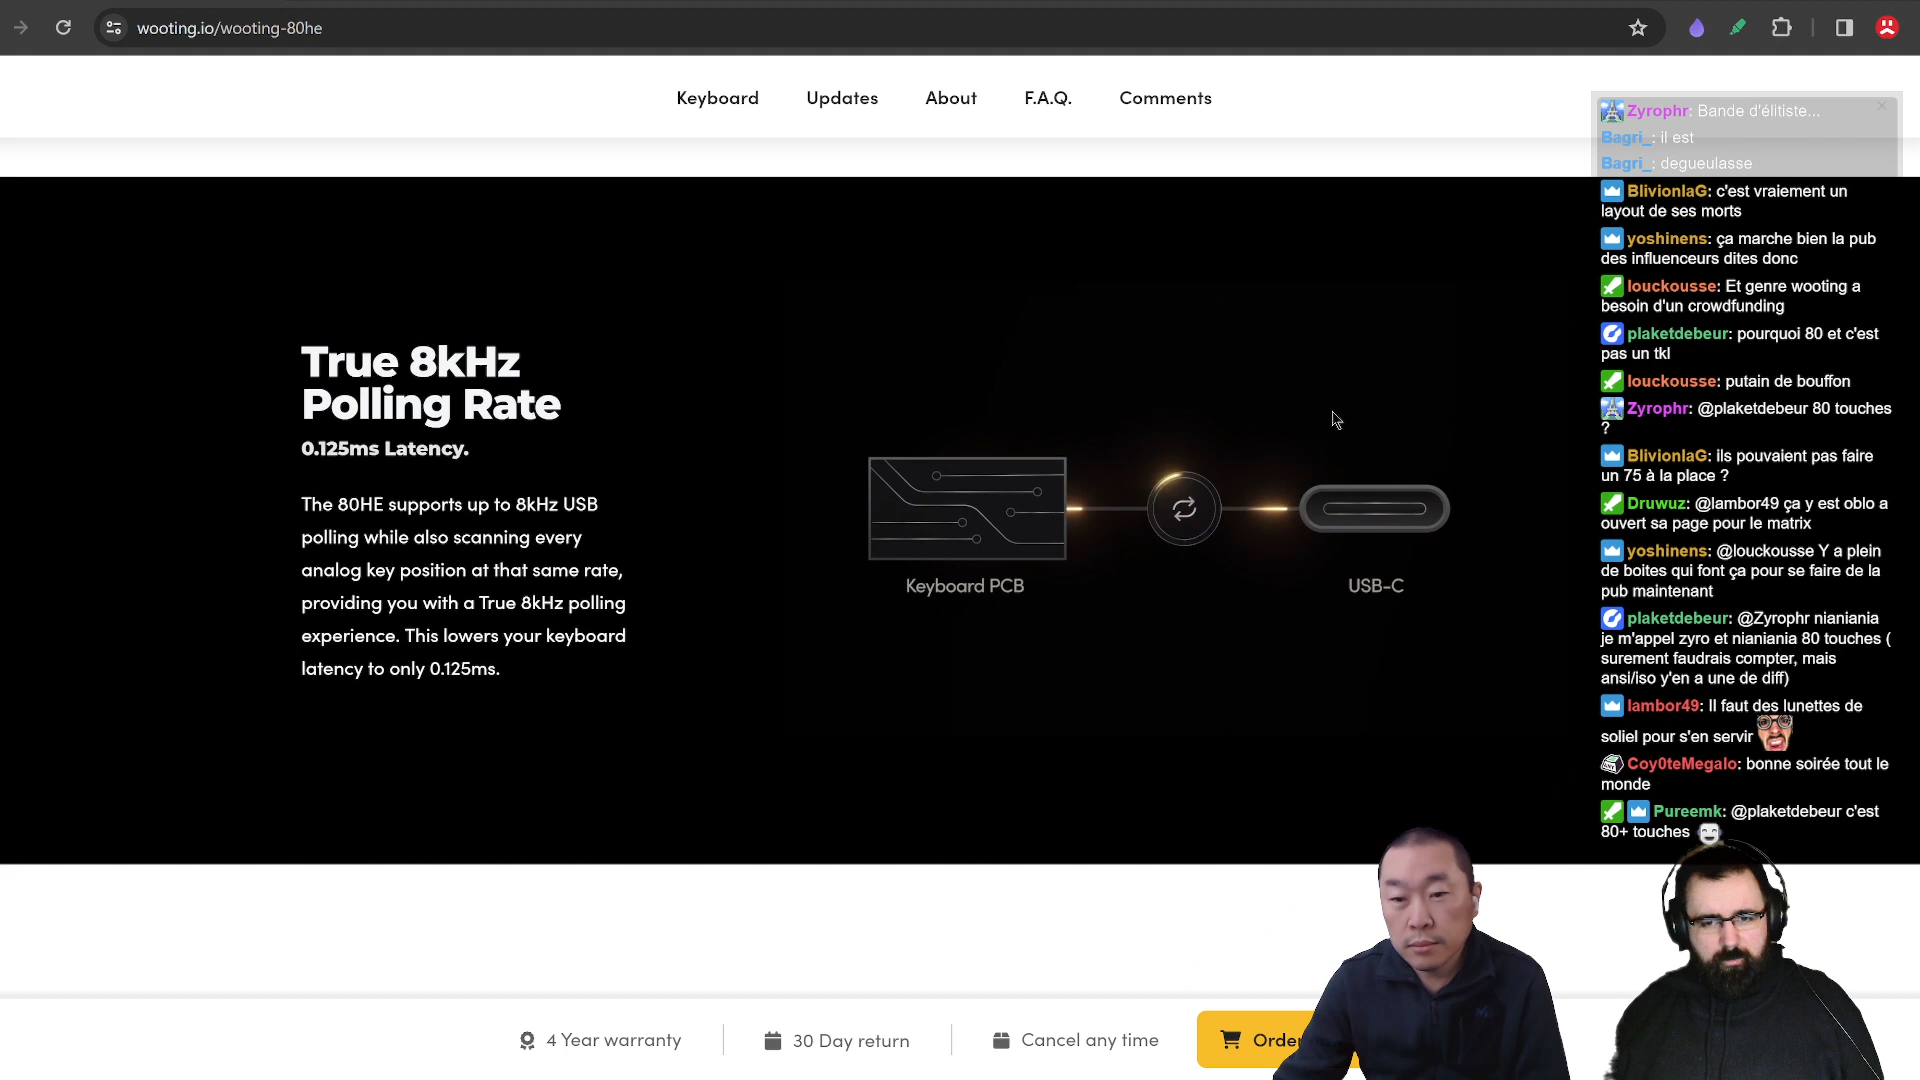 wooting.io/wooting-80he
Keyboard
Updates
About
F.A.Q.
Comments
True 8kHz
Polling Rate
0.125ms Latency.
The 80HE supports up to 8kHz USB
polling while also scanning every
analog key position at that same rate,
providing you with a True 8kHz polling
experience. This lowers your keyboard
latency to only 0.125ms.
Keyboard PCB
USB-C
Zyrophr: Bande d'élitiste...
Bagri_: il est
Bagri_: degueulasse
BlivionIaG: c'est vraiement un
layout de ses morts
yoshinens: ça marche bien la pub
des influenceurs dites donc
louckousse: Et genre wooting a
besoin d'un crowdfunding
plaketdebeur: pourquoi 80 et c'est
pas un tkl
louckousse: putain de bouffon
Zyrophr: @plaketdebeur 80 touches
?
BlivionIaG: ils pouvaient pas faire
un 75 à la place ?
Druwuz: @lambor49 ça y est oblo a
ouvert sa page pour le matrix
yoshinens: @louckousse Y a plein
de boites qui font ça pour se faire de la
pub maintenant
plaketdebeur: @Zyrophr nianiania
je m'appel zyro et nianiania 80 touches (
surement faudrais compter, mais
ansi/iso y'en a une de diff)
lambor49: Il faut des lunettes de
soliel pour s'en servir
Coy0teMegalo: bonne soirée tout le
monde
Pureemk: @plaketdebeur c'est
80+ touches
4 Year warranty
30 Day return
Cancel any time
Order